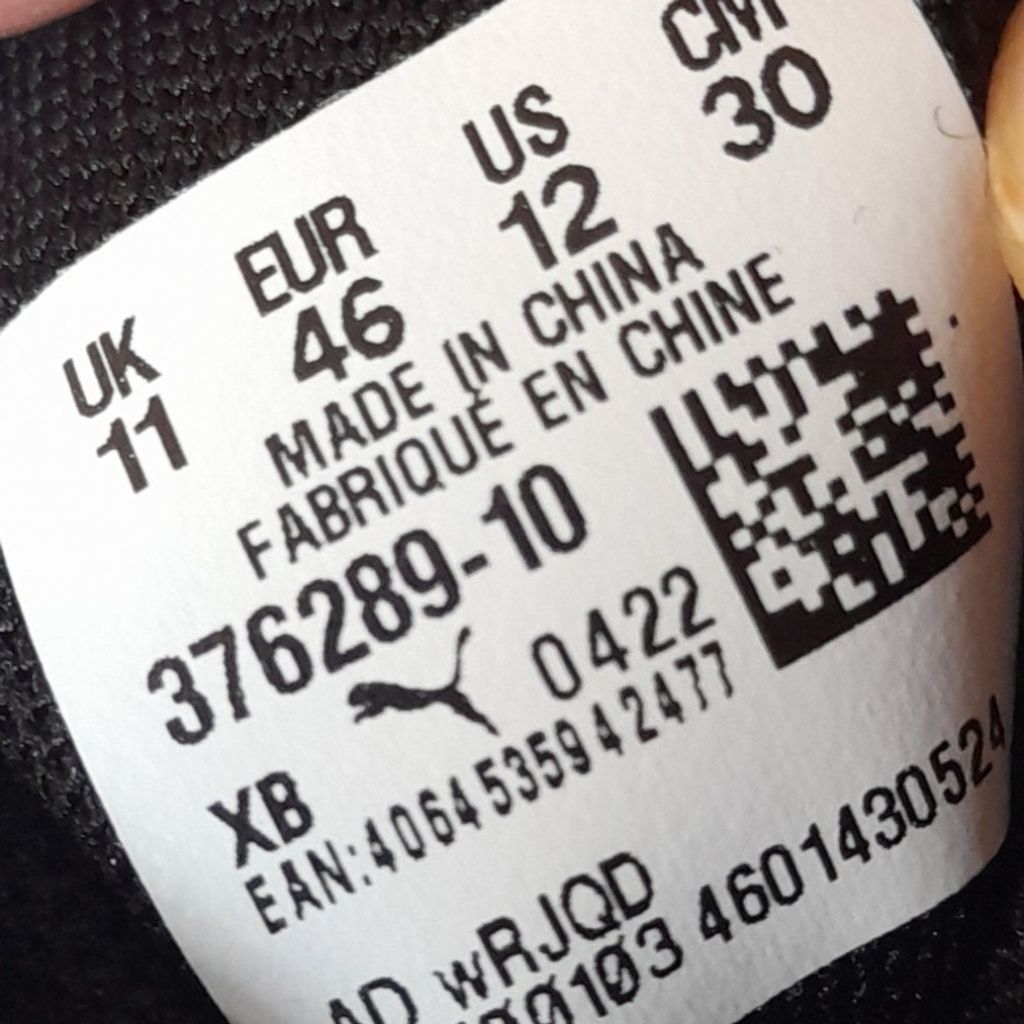 UK EUR US CM
11 46 12 30
MADE IN CHINA
FABRIQUÉ EN CHINE
376289-10
0422
XB
EAN:4064535942477
AD wRJQD
4601430524